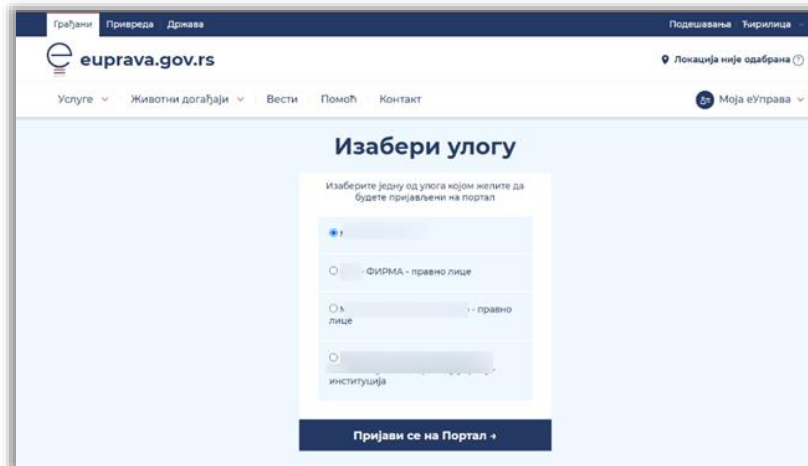 Грађани Привреда Држава Подешавања Ћирилица
euprava.gov.rs Локација није одабрана ?
Услуге Животни догађаји Вести Помоћ Контакт Моја еУправа
Изабери улогу
Изаберите једну од улога којом желите да
будете пријављени на портал
- ФИРМА - правно лице
- правно
лице
институција
Пријави се на Портал →